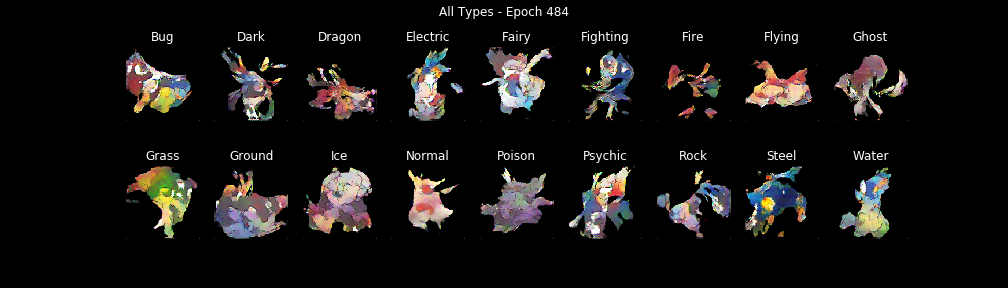 All Types - Epoch 484
Bug Dark Dragon Electric Fairy Fighting Fire Flying Ghost
Grass Ground Ice Normal Poison Psychic Rock Steel Water